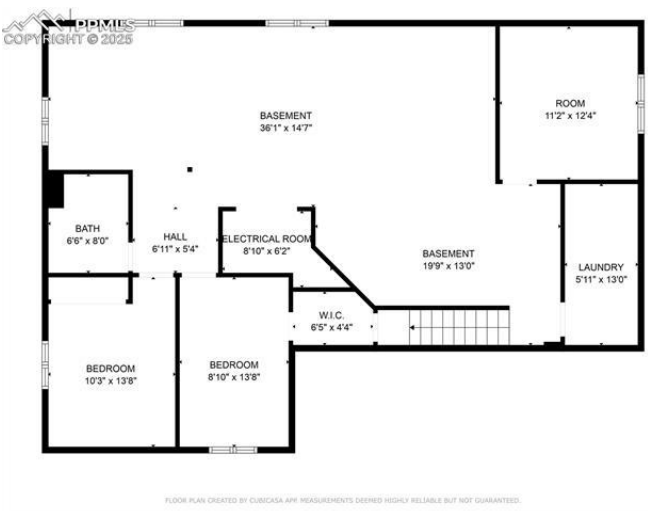 PPMLS
COPYRIGHT © 2025
BASEMENT
36'1" x 14'7"
ROOM
11'2" x 12'4"
BATH
6'6" x 8'0"
HALL
6'11" x 5'4"
ELECTRICAL ROOM
8'10" x 6'2"
BASEMENT
19'9" x 13'0"
LAUNDRY
5'11" x 13'0"
W.I.C.
6'5" x 4'4"
BEDROOM
10'3" x 13'8"
BEDROOM
8'10" x 13'8"
FLOOR PLAN CREATED BY CUBICASA APP. MEASUREMENTS DEEMED HIGHLY RELIABLE BUT NOT GUARANTEED.